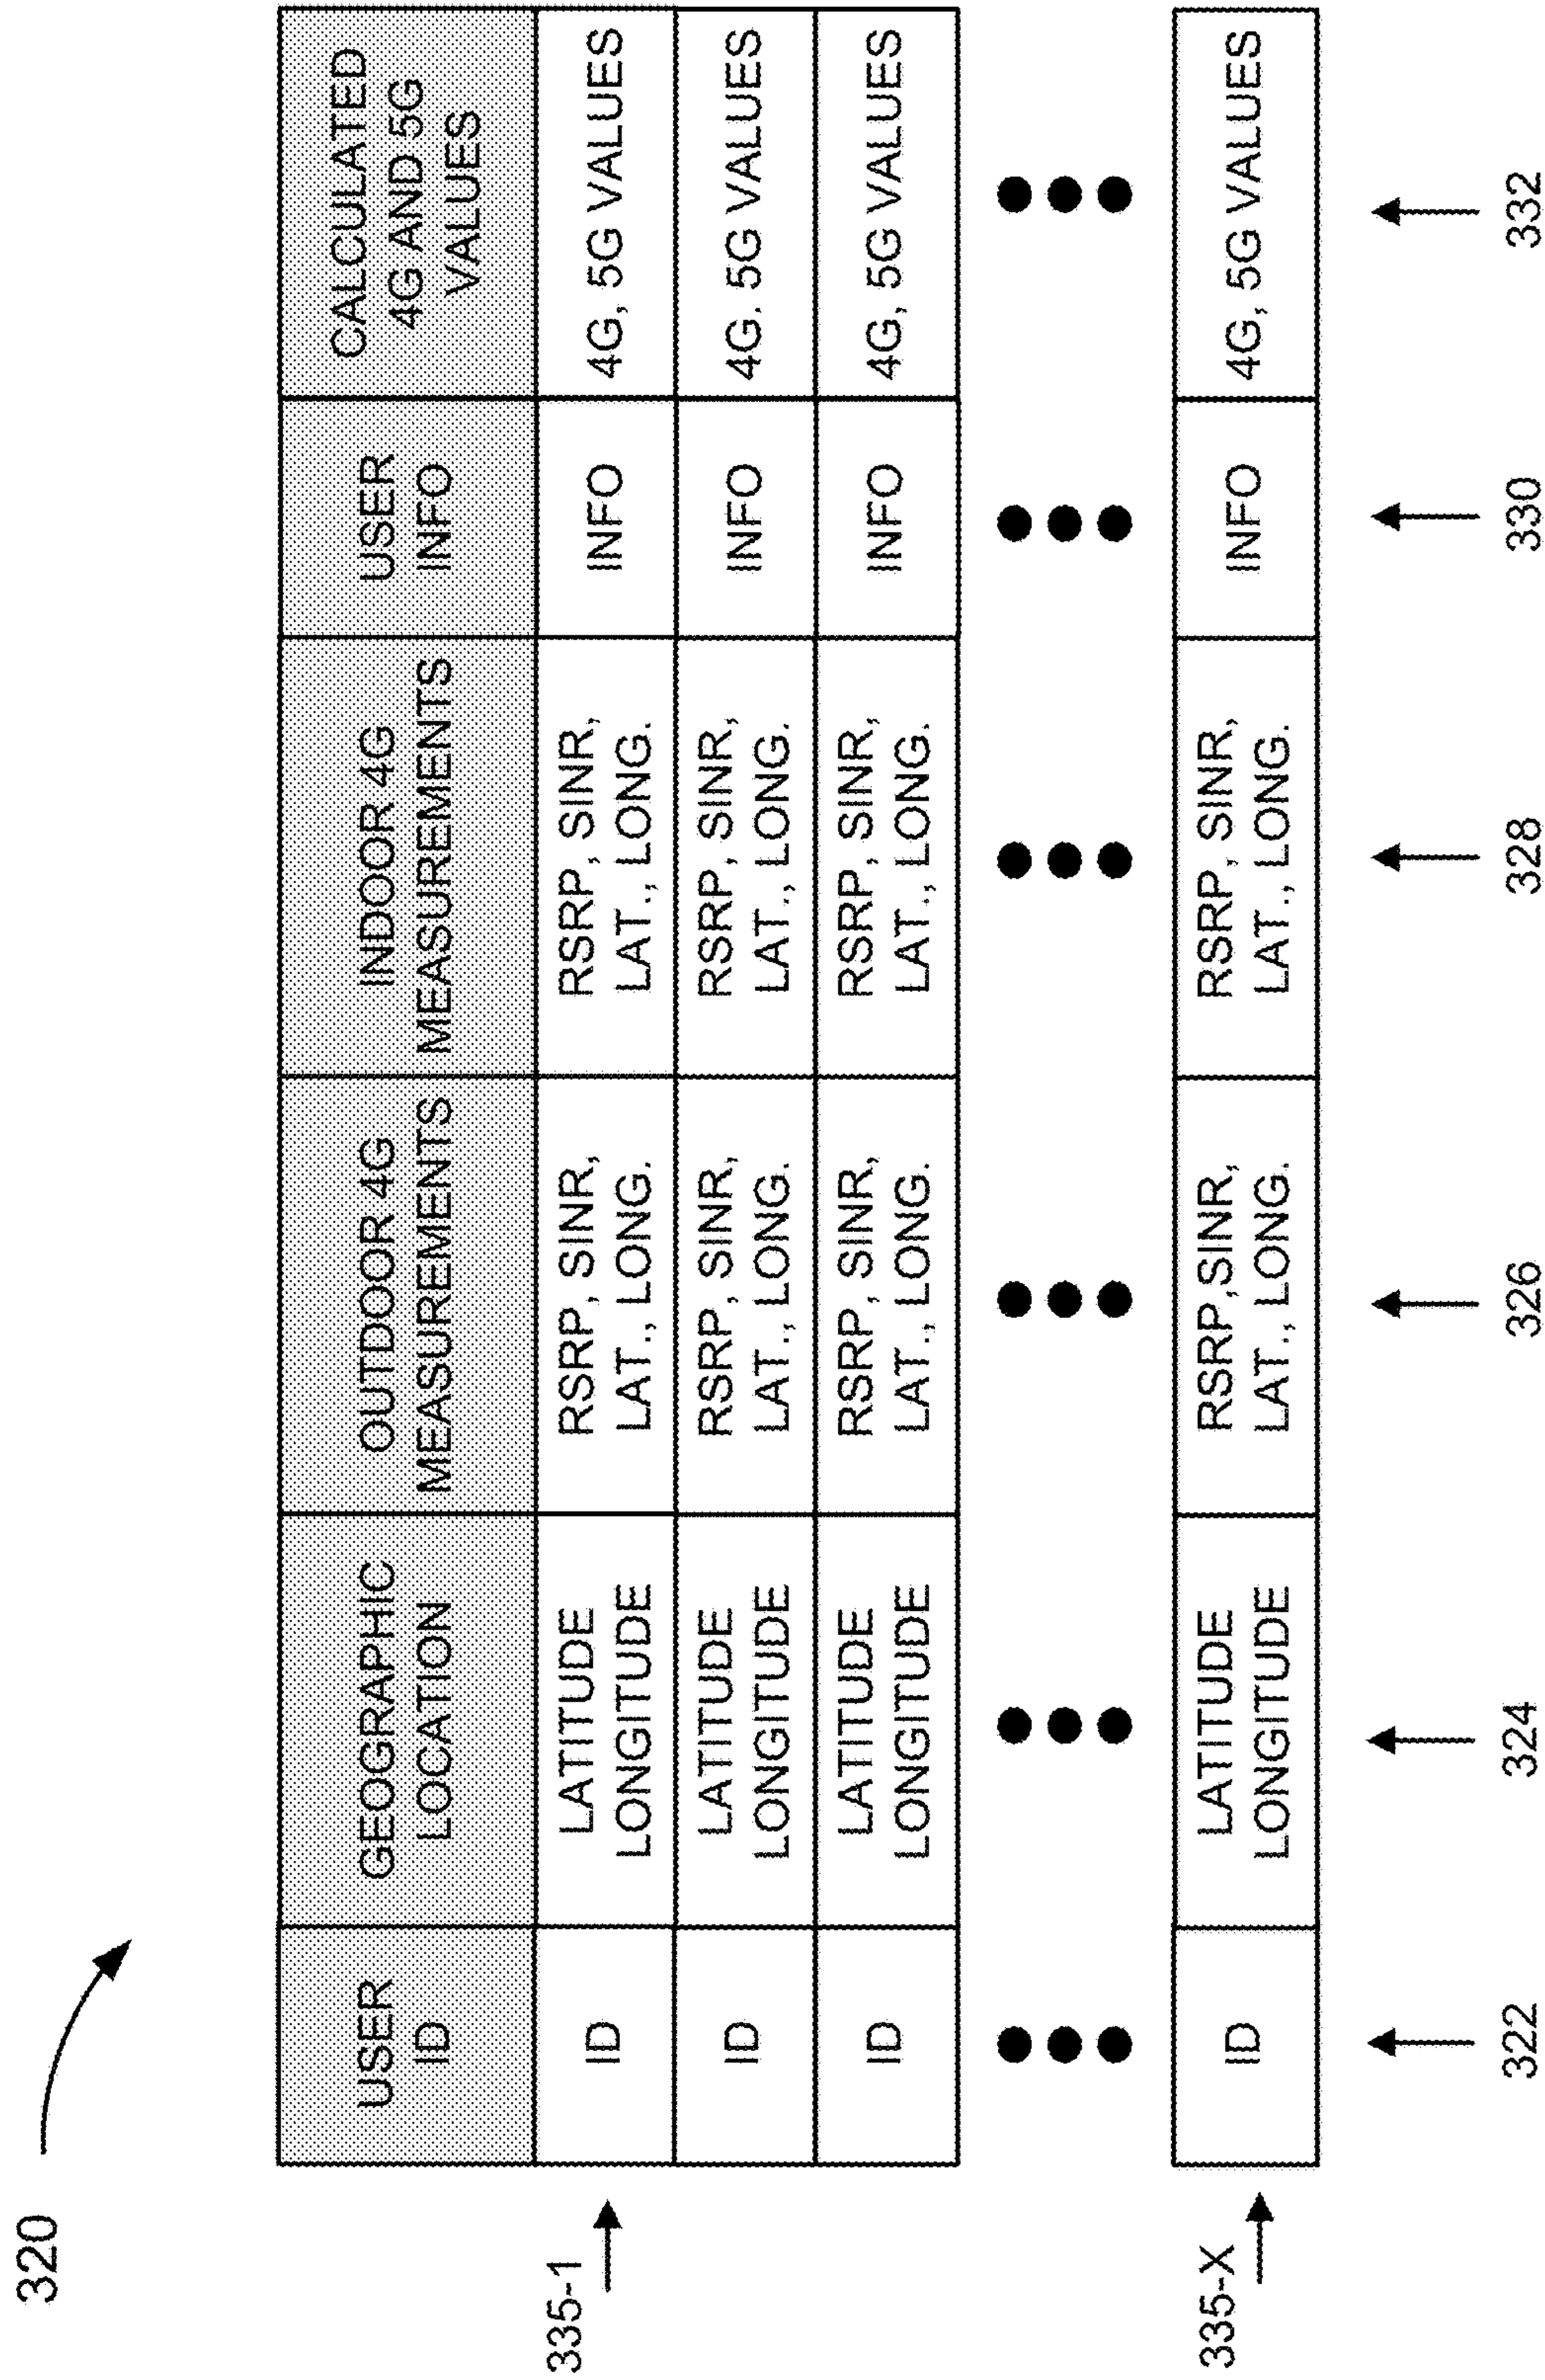 320
USER
ID
GEOGRAPHIC
LOCATION
OUTDOOR 4G
MEASUREMENTS
INDOOR 4G
MEASUREMENTS
USER
INFO
CALCULATED
4G AND 5G
VALUES
335-1
ID
LATITUDE
LONGITUDE
RSRP, SINR,
LAT., LONG.
RSRP, SINR,
LAT., LONG.
INFO
4G, 5G VALUES
ID
LATITUDE
LONGITUDE
RSRP, SINR,
LAT., LONG.
RSRP, SINR,
LAT., LONG.
INFO
4G, 5G VALUES
ID
LATITUDE
LONGITUDE
RSRP, SINR,
LAT., LONG.
RSRP, SINR,
LAT., LONG.
INFO
4G, 5G VALUES
335-X
ID
LATITUDE
LONGITUDE
RSRP,SINR,
LAT., LONG.
RSRP, SINR,
LAT., LONG.
INFO
4G, 5G VALUES
322
324
326
328
330
332